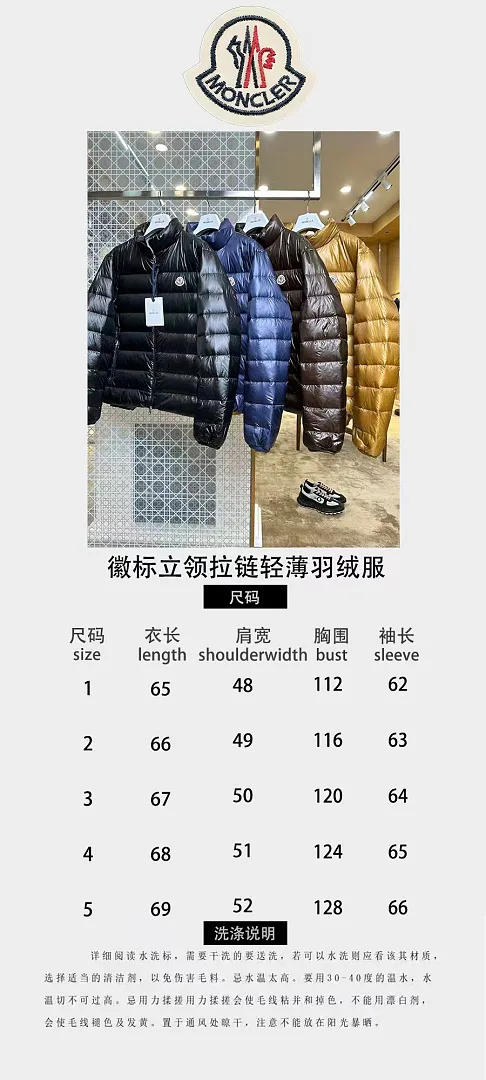 MONCLER
徽标立领拉链轻薄羽绒服
尺码
尺码 衣长 肩宽 胸围 袖长
size length shoulderwidth bust sleeve
1 65 48 112 62
2 66 49 116 63
3 67 50 120 64
4 68 51 124 65
5 69 52 128 66
洗涤说明
详细阅读水洗标，需要干洗的要送洗，若可以水洗则应看该其材质，
选择适当的清洁剂，以免伤害毛料。忌水温太高。要用30-40度的温水，水
温切不可过高。忌用力揉搓用力揉搓会使毛线粘并和掉色，不能用漂白剂，
会使毛线褪色及发黄。置于通风处晾干，注意不能放在阳光暴晒。